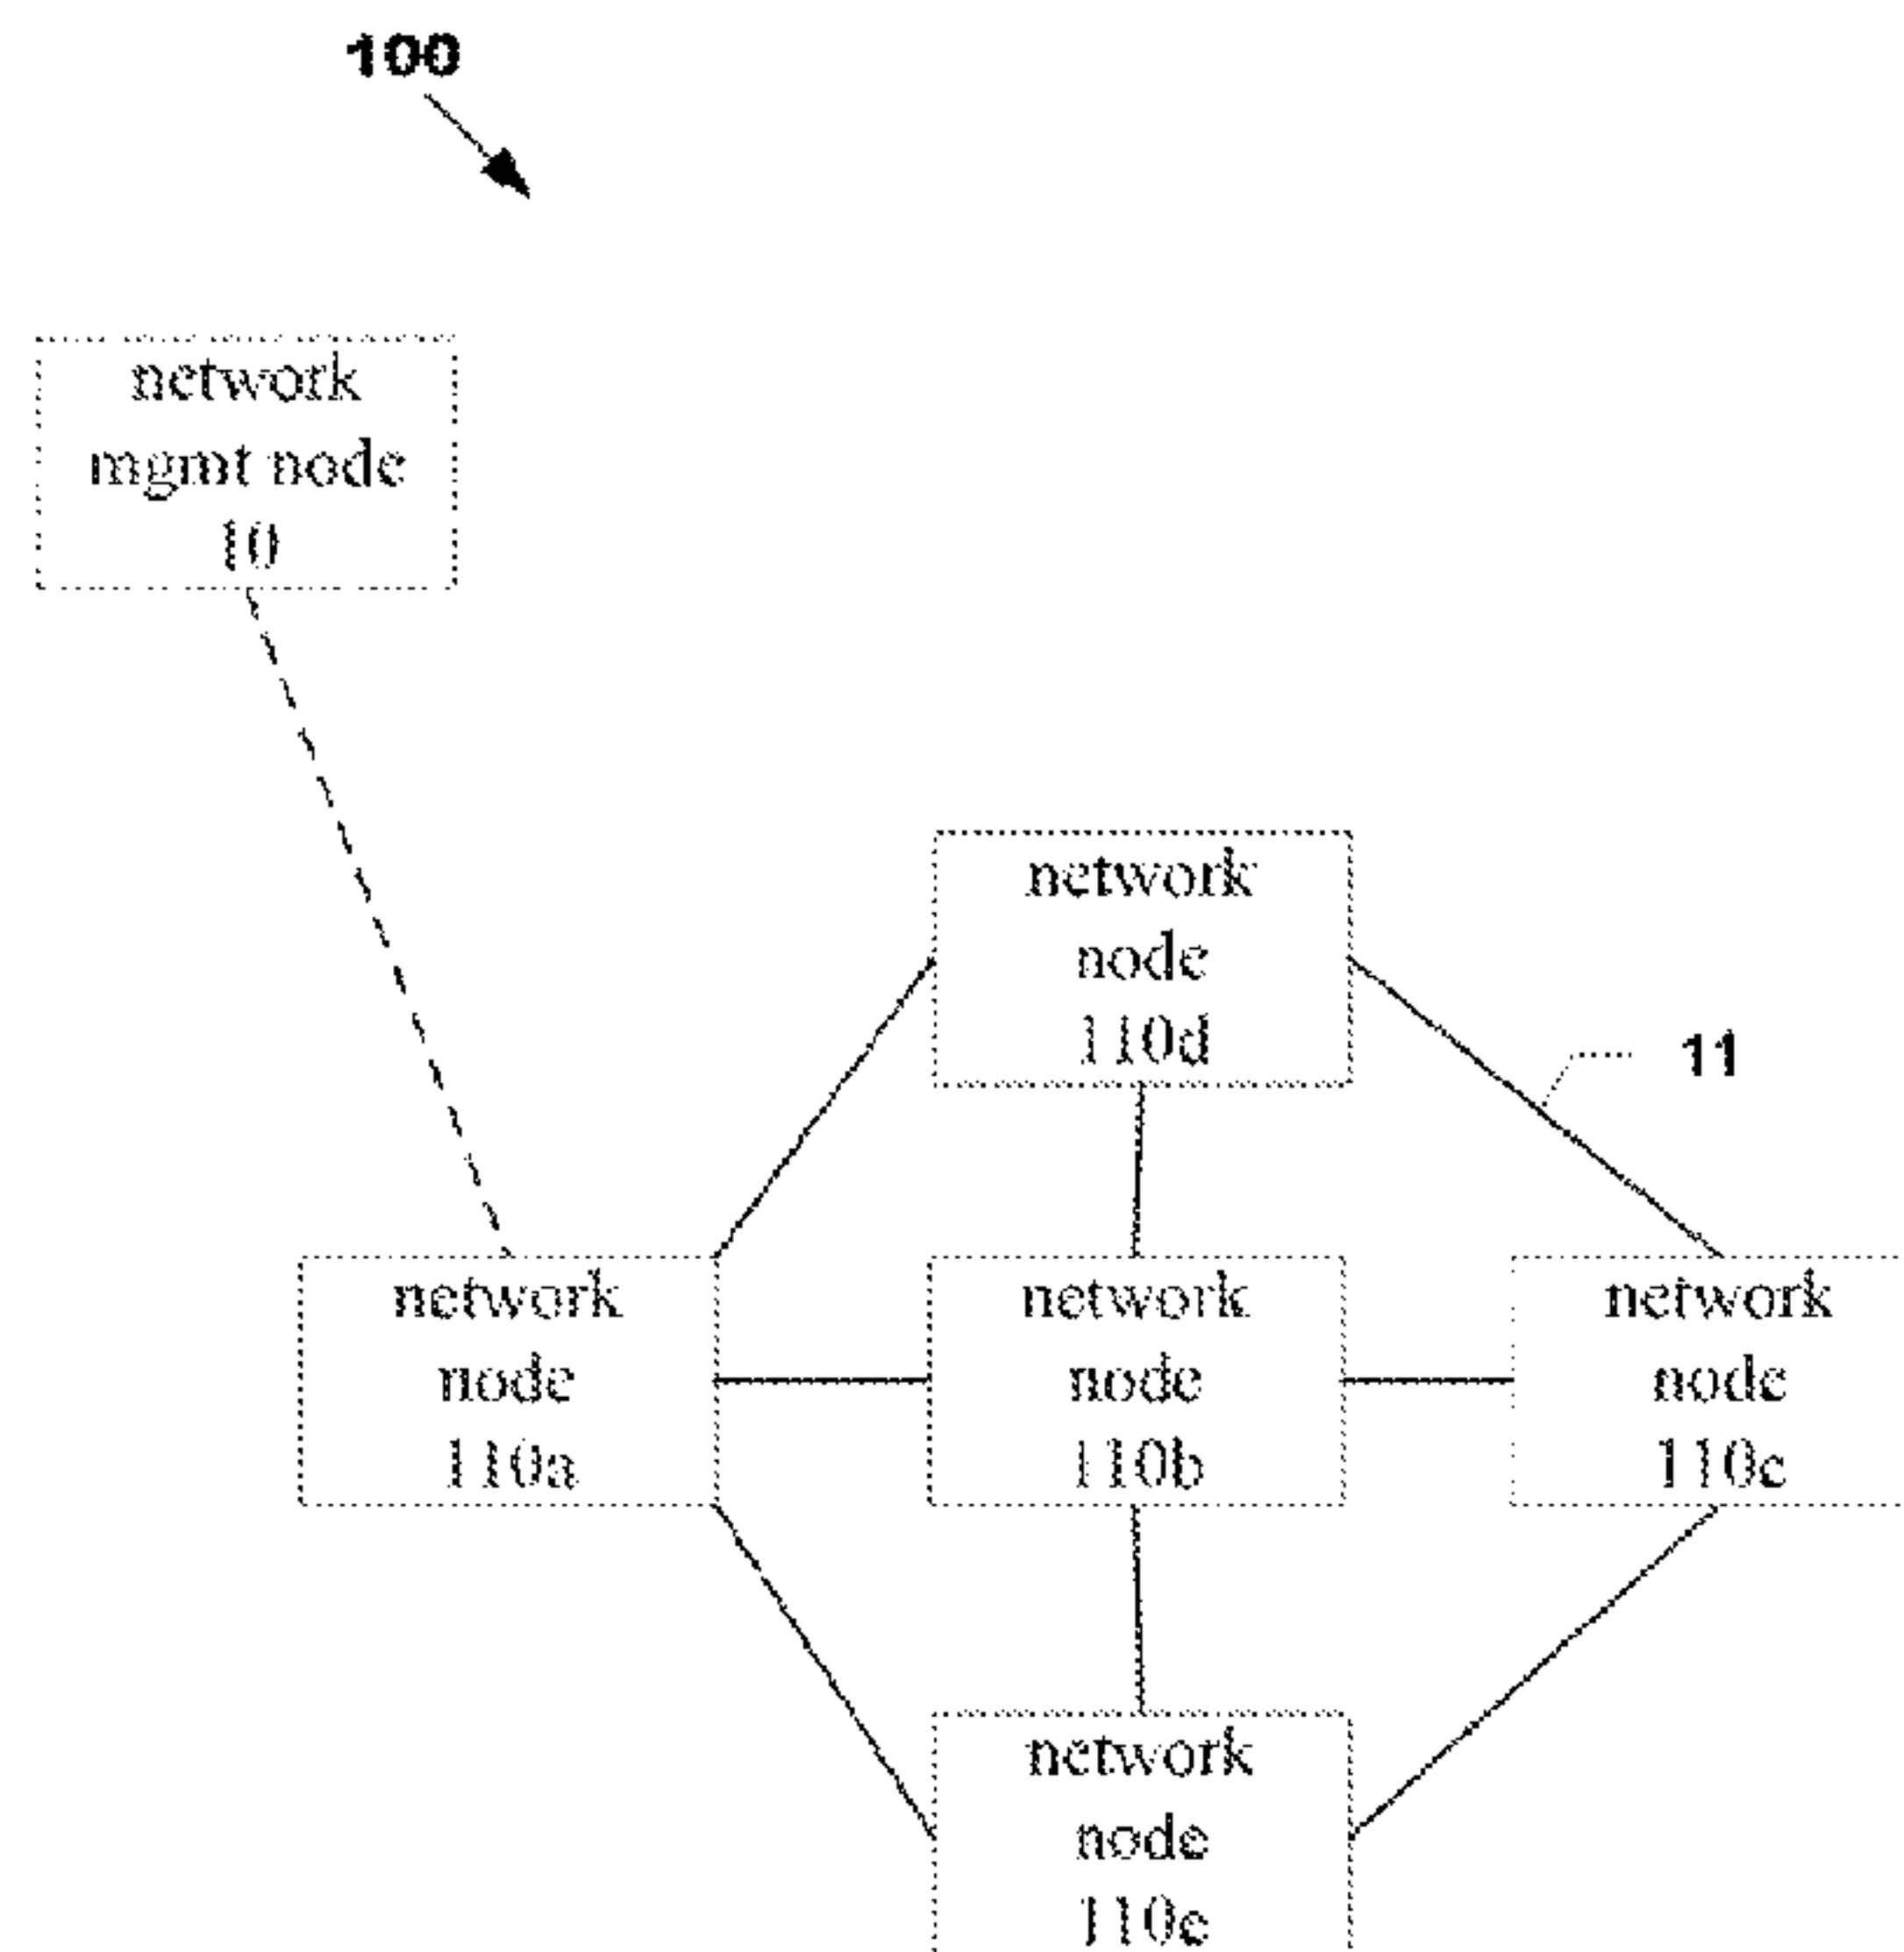 100
network
mgmt node
10
network
node
110d
11
network
node
110a
network
node
110b
network
node
110c
network
node
110e